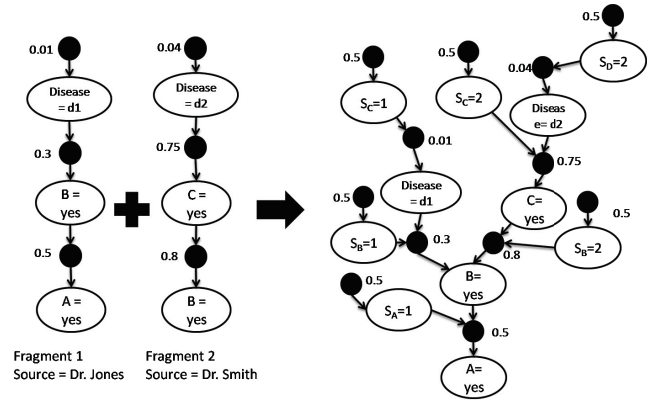 0.01
Disease
= d1
0.3
B =
yes
0.5
A =
yes
Fragment 1
Source = Dr. Jones
0.04
Disease
= d2
0.75
C =
yes
0.8
B =
yes
Fragment 2
Source = Dr. Smith
0.5
S_C=1
0.01
Disease
= d1
0.5
S_B=1
0.3
0.5
S_C=2
0.5
S_D=2
0.04
Diseas
e= d2
0.75
C=
yes
0.5
S_B=2
0.8
B=
yes
0.5
S_A=1
0.5
A=
yes